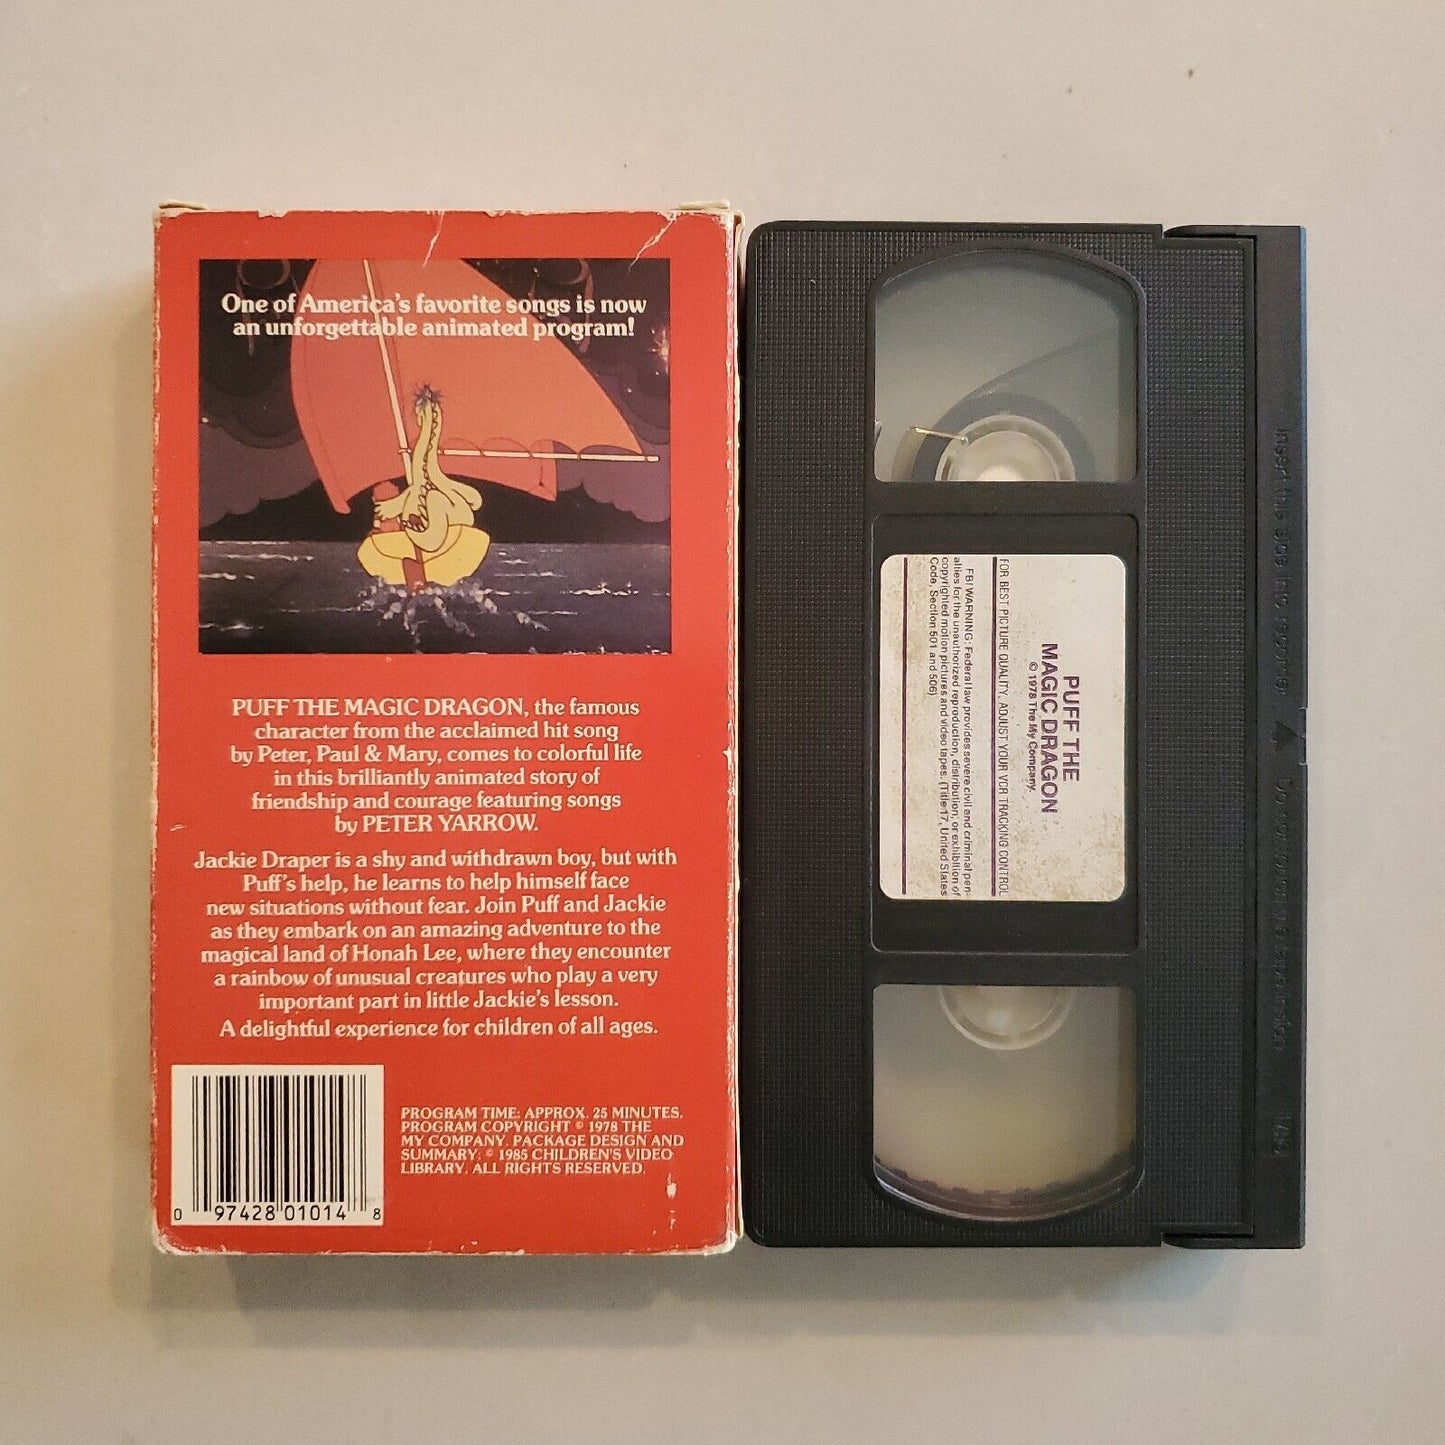 One of America's favorite songs is now
an unforgettable animated program!
PUFF THE MAGIC DRAGON, the famous
character from the acclaimed hit song
by Peter, Paul & Mary, comes to colorful life
in this brilliantly animated story of
friendship and courage featuring songs
by PETER YARROW.
Jackie Draper is a shy and withdrawn boy, but with
Puff's help, he learns to help himself face
new situations without fear. Join Puff and Jackie
as they embark on an amazing adventure to the
magical land of Honah Lee, where they encounter
a rainbow of unusual creatures who play a very
important part in little Jackie's lesson.
A delightful experience for children of all ages.
PROGRAM TIME: APPROX. 25 MINUTES.
PROGRAM COPYRIGHT © 1978 THE
MY COMPANY. PACKAGE DESIGN AND
SUMMARY: © 1985 CHILDREN'S VIDEO
LIBRARY. ALL RIGHTS RESERVED.
0 97428 01014 8
PUFF THE
MAGIC DRAGON
© 1978 The My Company.
FOR BEST PICTURE QUALITY, ADJUST YOUR VCR TRACKING CONTROL
FBI WARNING: Federal law provides severe civil and criminal pen-
alties for the unauthorized reproduction, distribution, or exhibition of
copyrighted motion pictures and video tapes. (Title 17, United States
Code, Section 501 and 506)
Insert this side into recorder
Do not